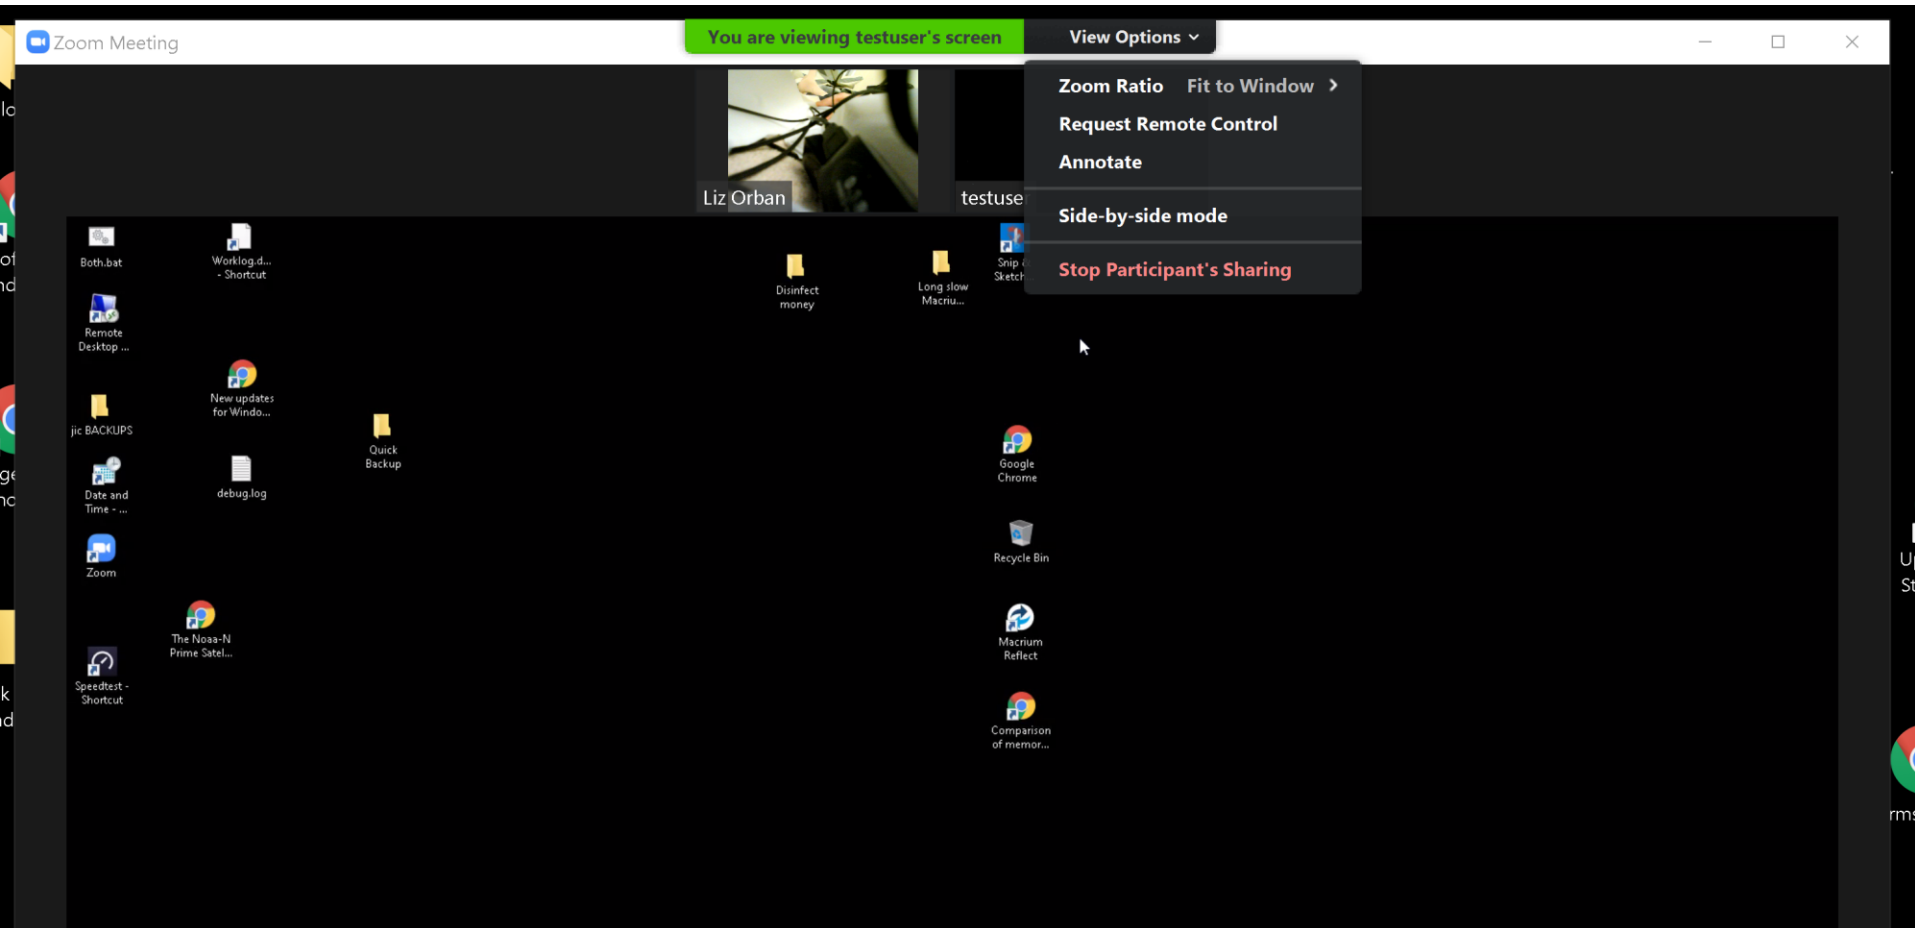 Zoom Meeting
You are viewing testuser's screen
View Options
Zoom Ratio Fit to Window
Request Remote Control
Annotate
Side-by-side mode
Stop Participant's Sharing
Liz Orban
testuser
Both.bat
Worklog.d...
- Shortcut
Disinfect
money
Long slow
Macriu...
Snip
Sketch
Remote
Desktop ...
New updates
for Windo...
jic BACKUPS
Quick
Backup
Google
Chrome
Date and
Time - ...
debug.log
Recycle Bin
Zoom
The Noaa-N
Prime Satel...
Macrium
Reflect
Speedtest -
Shortcut
Comparison
of memor...